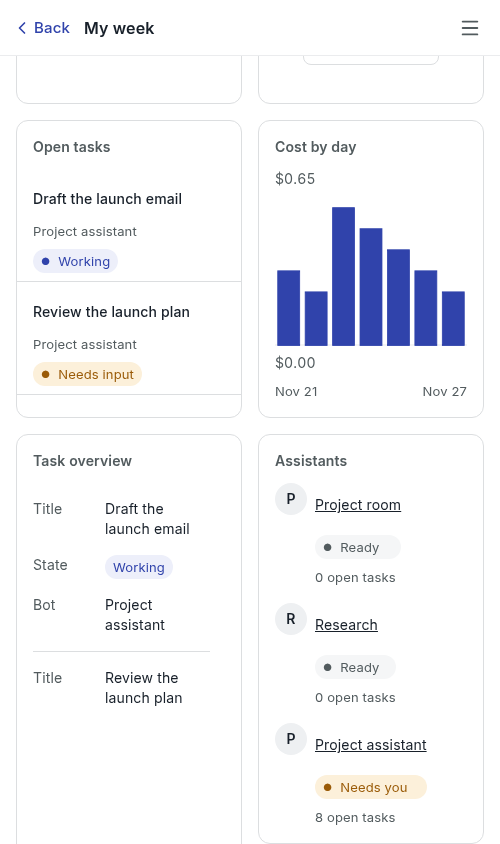 Back My week
Open tasks
Draft the launch email
Project assistant
Working
Review the launch plan
Project assistant
Needs input
Cost by day
$0.65
$0.00
Nov 21 Nov 27
Task overview
Title Draft the
launch email
State Working
Bot Project
assistant
Title Review the
launch plan
Assistants
P Project room
Ready
0 open tasks
R Research
Ready
0 open tasks
P Project assistant
Needs you
8 open tasks